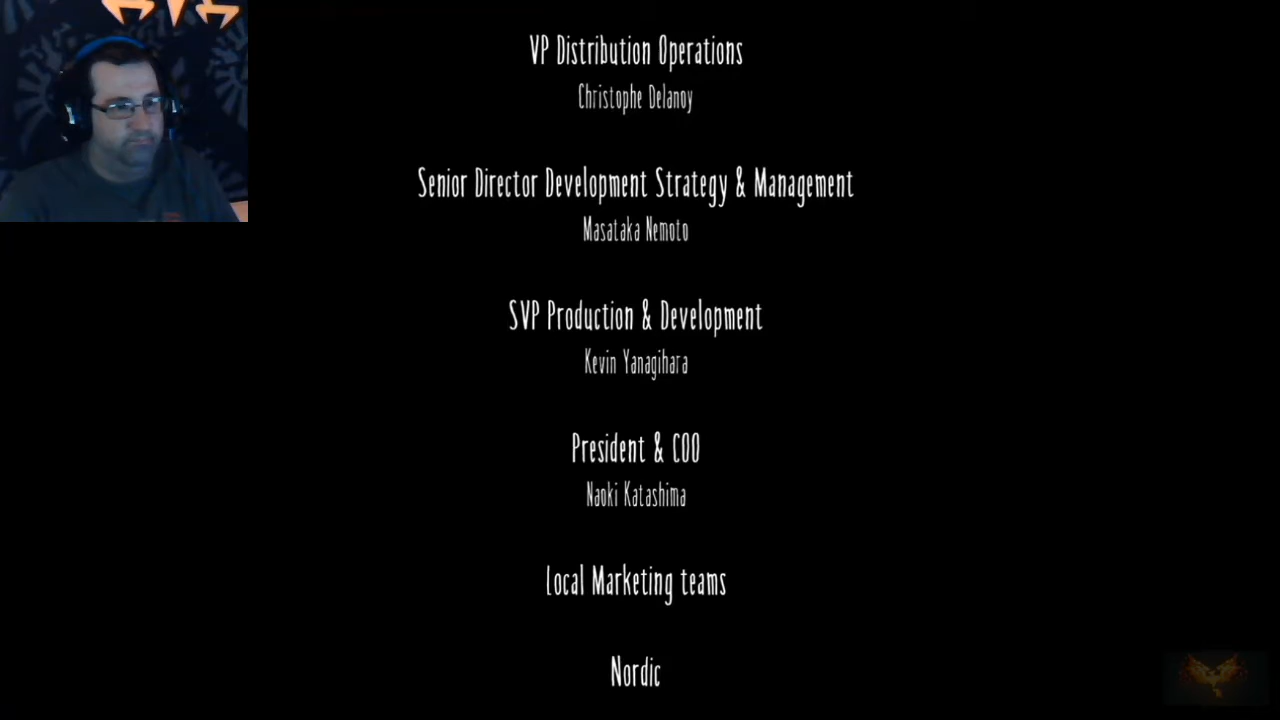 VP Distribution Operations
Christophe Delanoy
Senior Director Development Strategy & Management
Masataka Nemoto
SVP Production & Development
Kevin Yanagihara
President & COO
Naoki Katashima
Local Marketing teams
Nordic